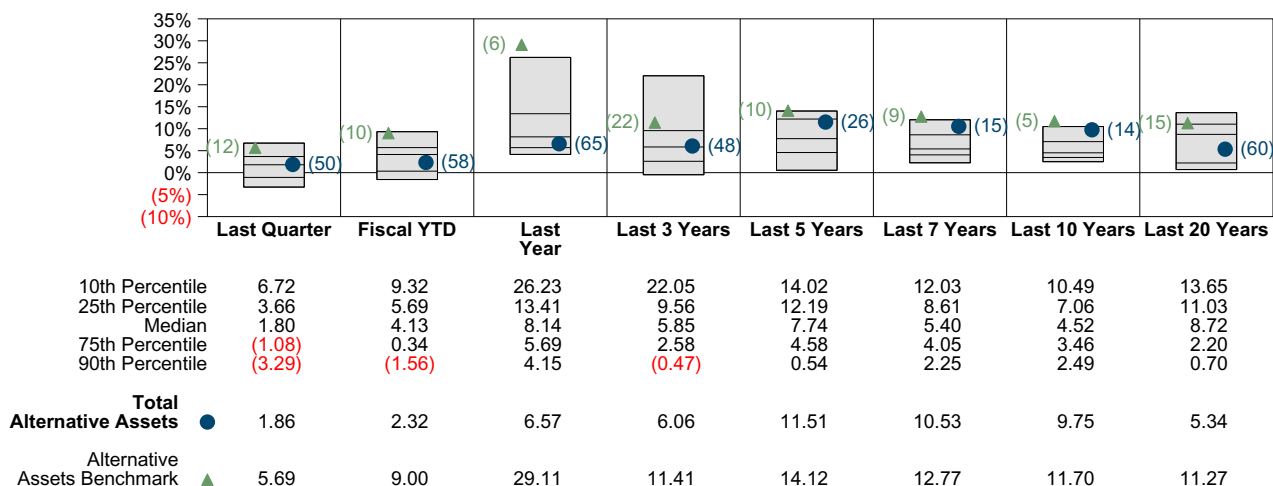 35%
30%
25%
20%
15%
10%
5%
0%
(5%)
(10%)
(12)
(50)
(10)
(58)
(6)
(65)
(22)
(48)
(10)
(26)
(9)
(15)
(5)
(14)
(15)
(60)
Last Quarter Fiscal YTD Last Year Last 3 Years Last 5 Years Last 7 Years Last 10 Years Last 20 Years
10th Percentile 6.72 9.32 26.23 22.05 14.02 12.03 10.49 13.65
25th Percentile 3.66 5.69 13.41 9.56 12.19 8.61 7.06 11.03
Median 1.80 4.13 8.14 5.85 7.74 5.40 4.52 8.72
75th Percentile (1.08) 0.34 5.69 2.58 4.58 4.05 3.46 2.20
90th Percentile (3.29) (1.56) 4.15 (0.47) 0.54 2.25 2.49 0.70
Total
Alternative Assets 1.86 2.32 6.57 6.06 11.51 10.53 9.75 5.34
Alternative
Assets Benchmark 5.69 9.00 29.11 11.41 14.12 12.77 11.70 11.27